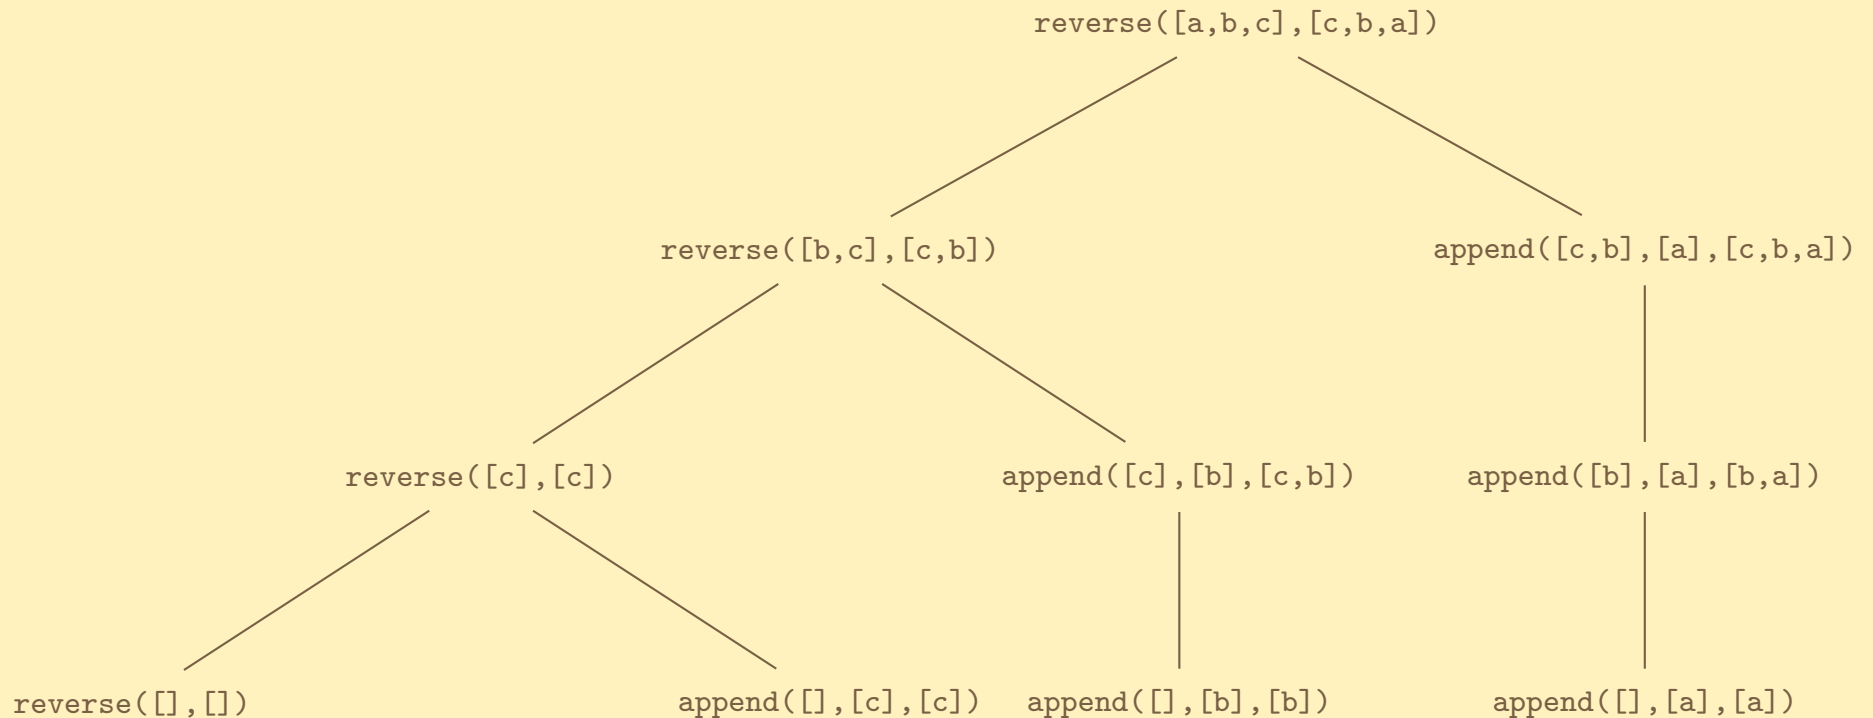 reverse([a,b,c],[c,b,a])
reverse([b,c],[c,b])
append([c,b],[a],[c,b,a])
reverse([c],[c])
append([c],[b],[c,b])
append([b],[a],[b,a])
reverse([],[])
append([],[c],[c])
append([],[b],[b])
append([],[a],[a])